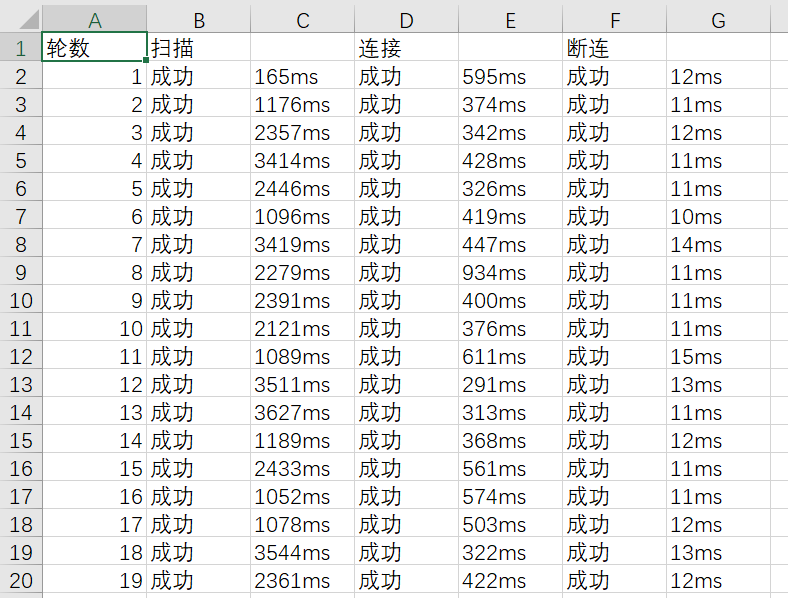 A B C D E F G
1 轮数 扫描 连接 断连
2 1 成功 165ms 成功 595ms 成功 12ms
3 2 成功 1176ms 成功 374ms 成功 11ms
4 3 成功 2357ms 成功 342ms 成功 12ms
5 4 成功 3414ms 成功 428ms 成功 11ms
6 5 成功 2446ms 成功 326ms 成功 11ms
7 6 成功 1096ms 成功 419ms 成功 10ms
8 7 成功 3419ms 成功 447ms 成功 14ms
9 8 成功 2279ms 成功 934ms 成功 11ms
10 9 成功 2391ms 成功 400ms 成功 11ms
11 10 成功 2121ms 成功 376ms 成功 11ms
12 11 成功 1089ms 成功 611ms 成功 15ms
13 12 成功 3511ms 成功 291ms 成功 13ms
14 13 成功 3627ms 成功 313ms 成功 11ms
15 14 成功 1189ms 成功 368ms 成功 12ms
16 15 成功 2433ms 成功 561ms 成功 11ms
17 16 成功 1052ms 成功 574ms 成功 11ms
18 17 成功 1078ms 成功 503ms 成功 12ms
19 18 成功 3544ms 成功 322ms 成功 13ms
20 19 成功 2361ms 成功 422ms 成功 12ms